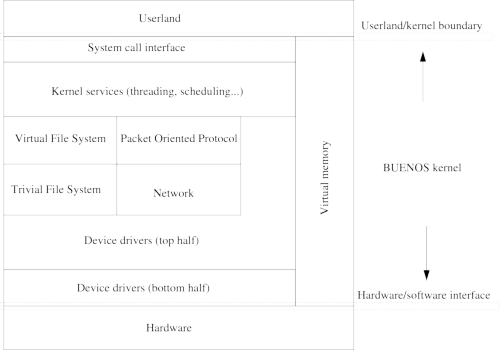 Userland
Userland/kernel boundary
System call interface
Kernel services (threading, scheduling...)
Virtual File System
Packet Oriented Protocol
Virtual memory
BUENOS kernel
Trivial File System
Network
Device drivers (top half)
Device drivers (bottom half)
Hardware/software interface
Hardware